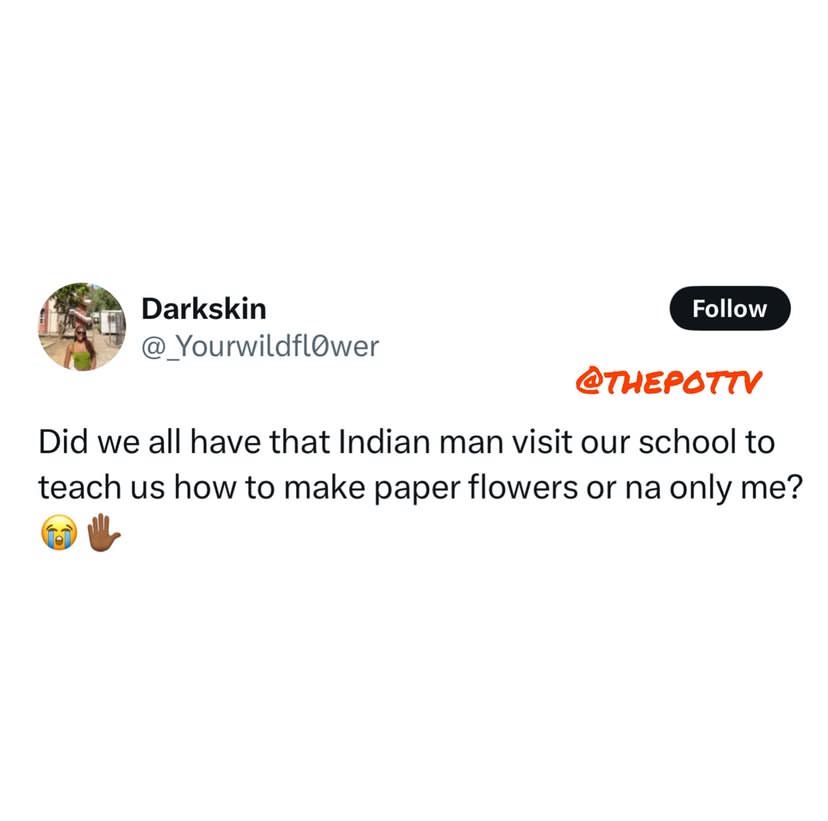 Darkskin
Follow
@_Yourwildfl0wer
@THEPOTTV
Did we all have that Indian man visit our school to
teach us how to make paper flowers or na only me?
😭✋🏾